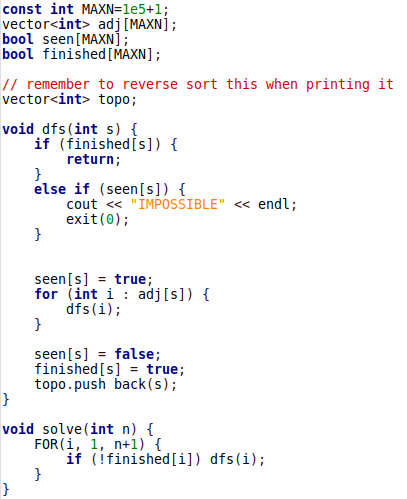 const int MAXN=1e5+1;
vector<int> adj[MAXN];
bool seen[MAXN];
bool finished[MAXN];

// remember to reverse sort this when printing it
vector<int> topo;

void dfs(int s) {
    if (finished[s]) {
        return;
    }
    else if (seen[s]) {
        cout << "IMPOSSIBLE" << endl;
        exit(0);
    }


    seen[s] = true;
    for (int i : adj[s]) {
        dfs(i);
    }

    seen[s] = false;
    finished[s] = true;
    topo.push back(s);
}

void solve(int n) {
    FOR(i, 1, n+1) {
        if (!finished[i]) dfs(i);
    }
}